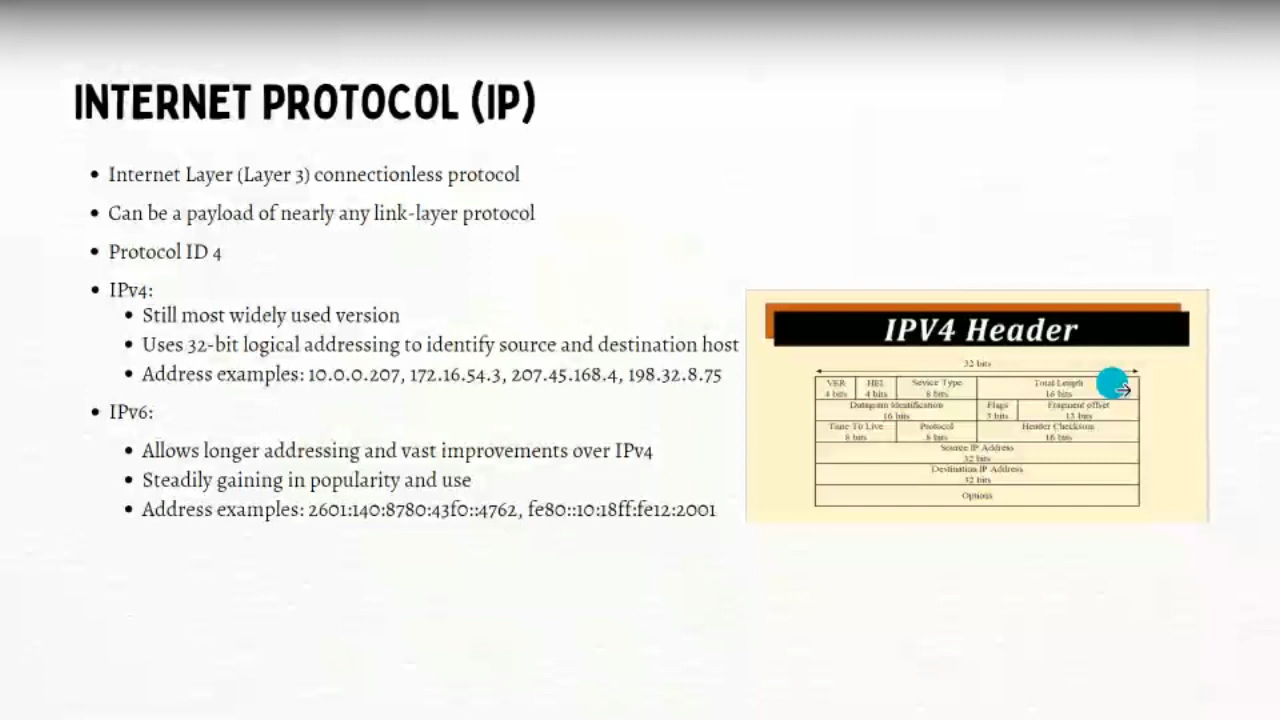 INTERNET PROTOCOL (IP)
Internet Layer (Layer 3) connectionless protocol
Can be a payload of nearly any link-layer protocol
Protocol ID 4
IPv4:
Still most widely used version
Uses 32-bit logical addressing to identify source and destination host
Address examples: 10.0.0.207, 172.16.54.3, 207.45.168.4, 198.32.8.75
IPv6:
Allows longer addressing and vast improvements over IPv4
Steadily gaining in popularity and use
Address examples: 2601:140:8780:43f0::4762, fe80::10:18ff:fe12:2001
IPV4 Header
32 bits
VER 4 bits
4 bits
Sevice Type 8 bits
Total Length 16 bits
Datagram Identification 16 bits
Flags 3 bits
Fragment offset 13 bits
Time To Live 8 bits
Protocol 8 bits
Header Checksum 16 bits
Source IP Address 32 bits
Destination IP Address 32 bits
Options